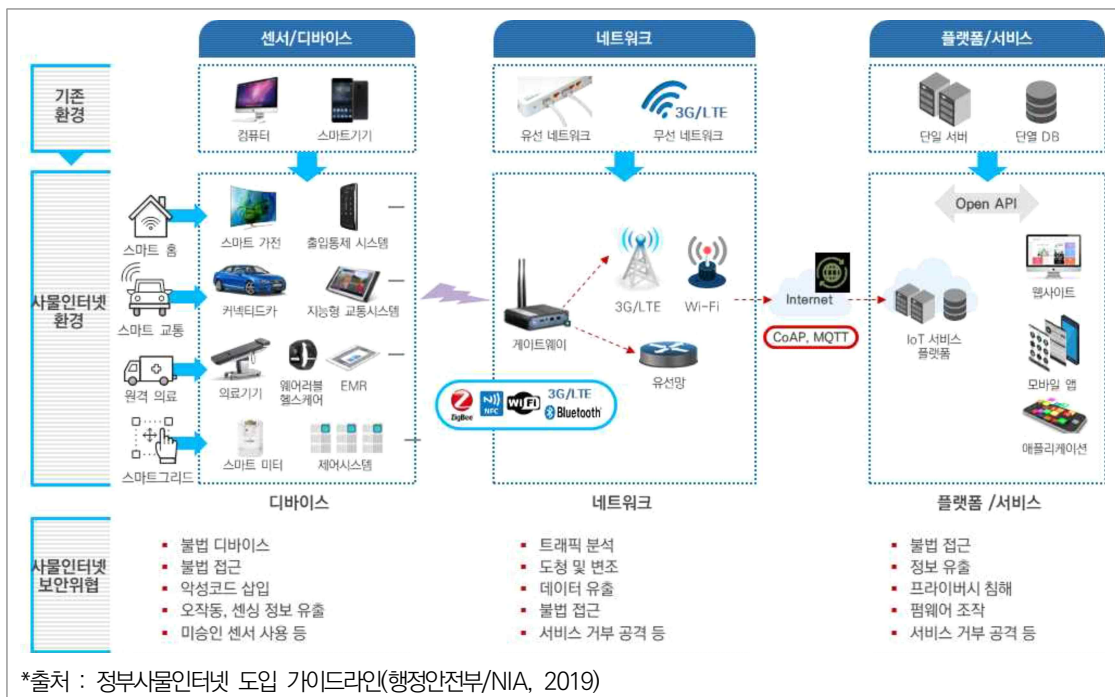 센서/디바이스
네트워크
플랫폼/서비스
기존
환경
컴퓨터
스마트기기
유선 네트워크
3G/LTE
무선 네트워크
단일 서버
단열 DB
사물인터넷
환경
스마트 홈
스마트 가전
출입통제 시스템
스마트 교통
커넥티드카
지능형 교통시스템
원격 의료
의료기기
웨어러블
헬스케어
EMR
스마트그리드
스마트 미터
제어시스템
디바이스
게이트웨이
3G/LTE
Wi-Fi
유선망
ZigBee
NFC
WiFi
3G/LTE
Bluetooth
네트워크
Internet
CoAP, MQTT
Open API
IoT 서비스
플랫폼
웹사이트
모바일 앱
애플리케이션
플랫폼 /서비스
사물인터넷
보안위협
불법 디바이스
불법 접근
악성코드 삽입
오작동, 센싱 정보 유출
미승인 센서 사용 등
트래픽 분석
도청 및 변조
데이터 유출
불법 접근
서비스 거부 공격 등
불법 접근
정보 유출
프라이버시 침해
펌웨어 조작
서비스 거부 공격 등
*출처 : 정부사물인터넷 도입 가이드라인(행정안전부/NIA, 2019)